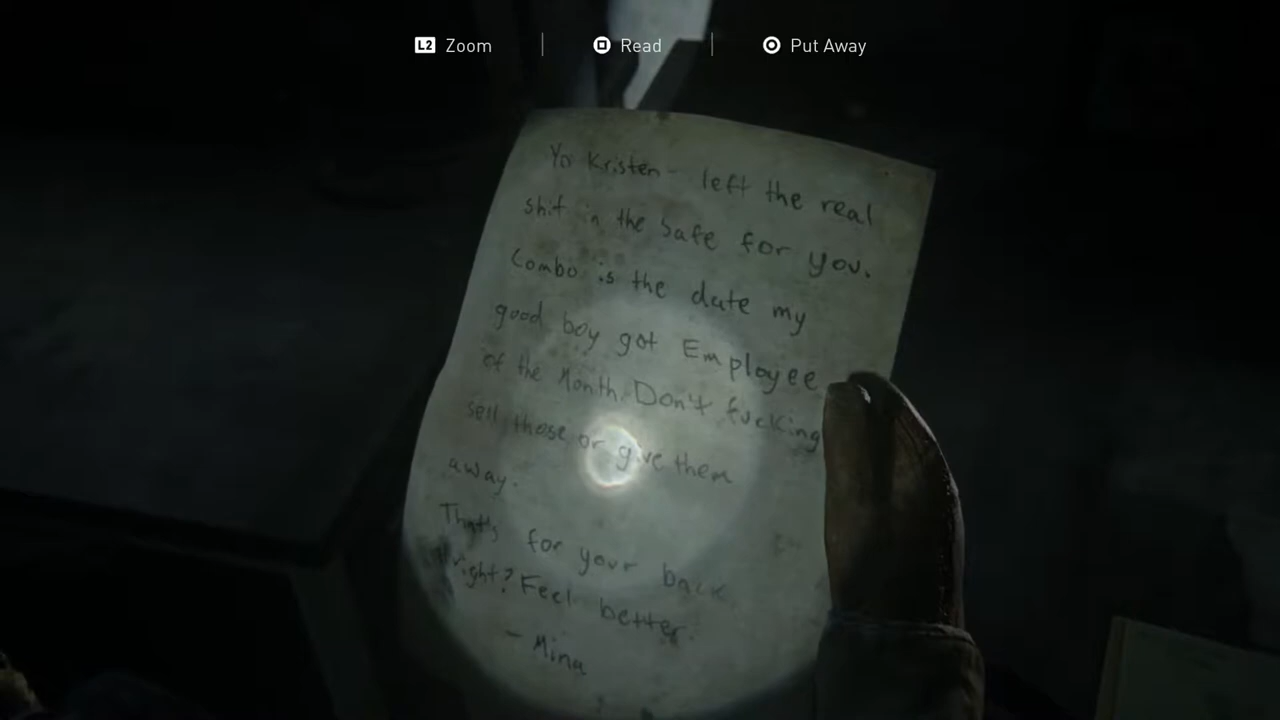 L2 Zoom | Read | Put Away
Yo Kristen - left the real
shit in the safe for you.
Combo is the date my
good boy got Employee
of the Month. Don't fucking
sell those or give them
away.
That's for your back
right? Feel better.
- Mina